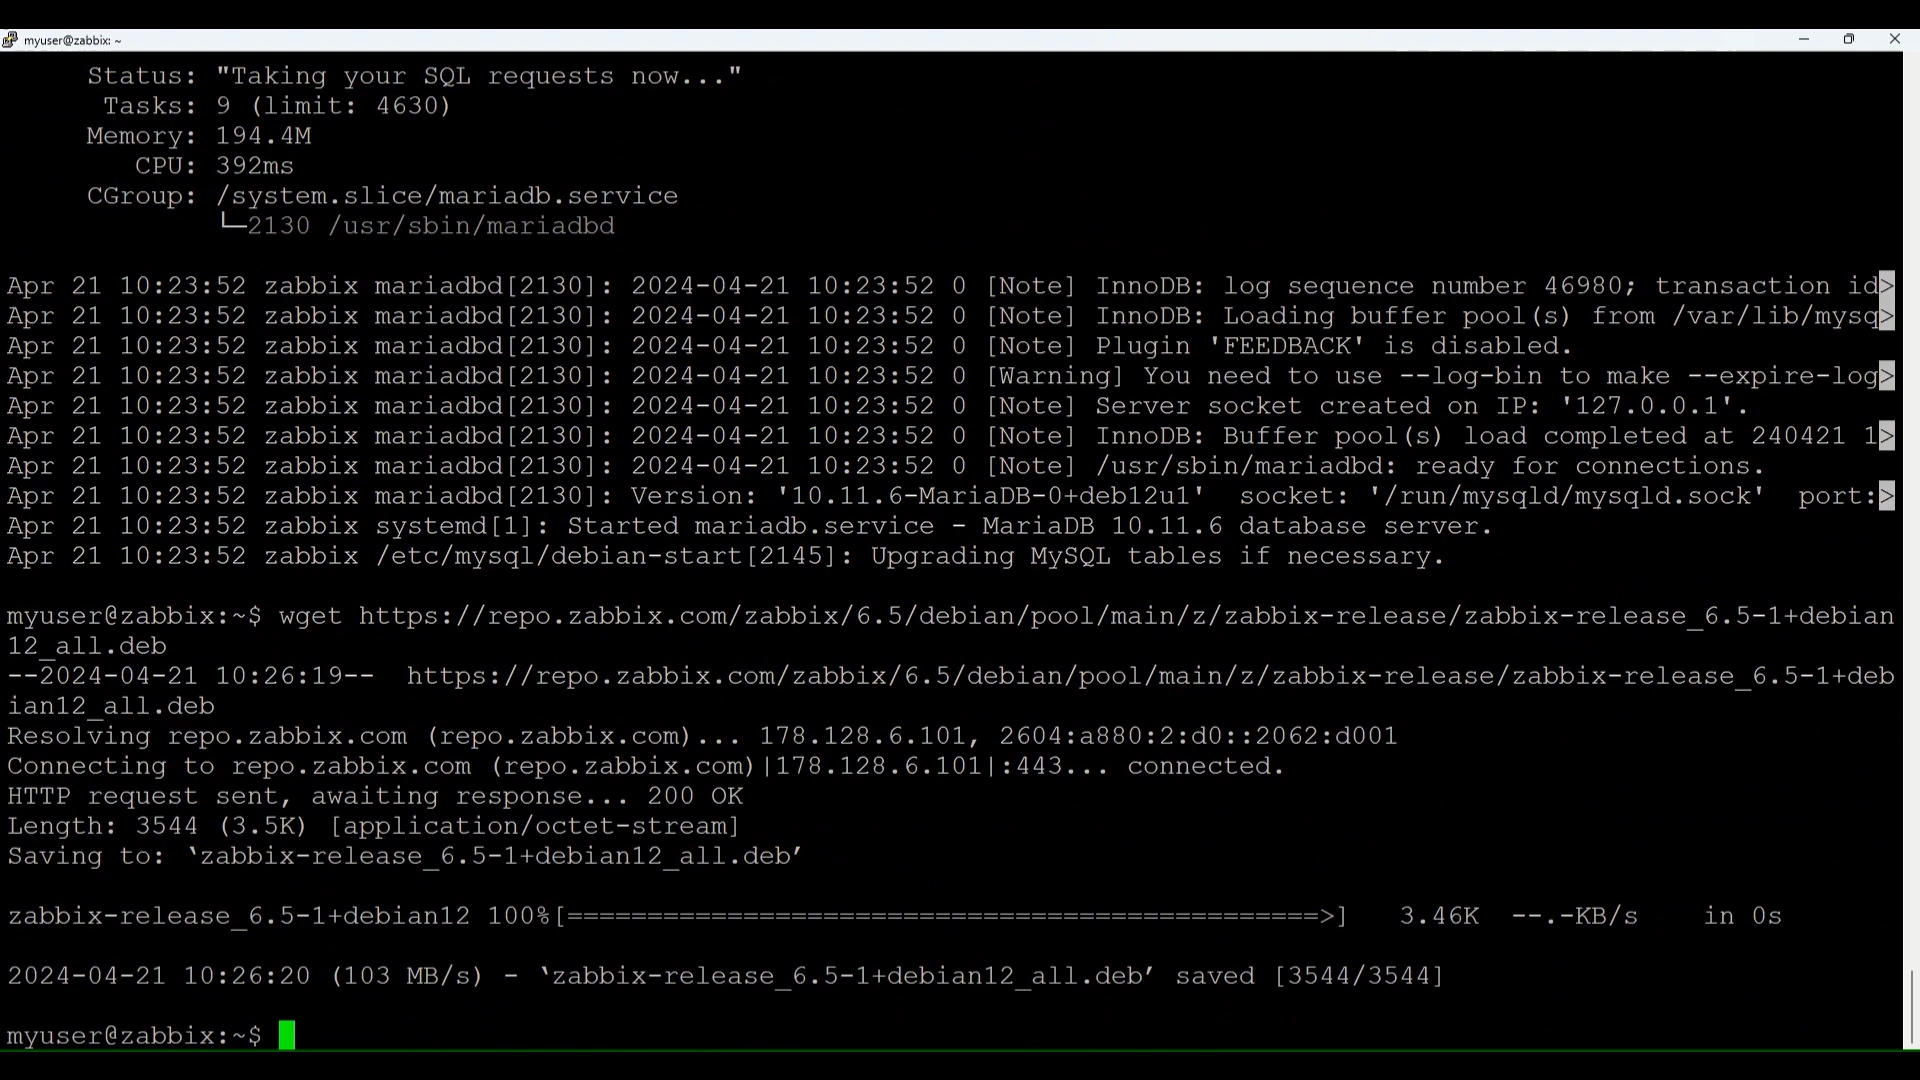 myuser@zabbix: ~
Status: "Taking your SQL requests now..."
Tasks: 9 (limit: 4630)
Memory: 194.4M
CPU: 392ms
CGroup: /system.slice/mariadb.service
└─2130 /usr/sbin/mariadbd
Apr 21 10:23:52 zabbix mariadbd[2130]: 2024-04-21 10:23:52 0 [Note] InnoDB: log sequence number 46980; transaction id>
Apr 21 10:23:52 zabbix mariadbd[2130]: 2024-04-21 10:23:52 0 [Note] InnoDB: Loading buffer pool(s) from /var/lib/mysq>
Apr 21 10:23:52 zabbix mariadbd[2130]: 2024-04-21 10:23:52 0 [Note] Plugin 'FEEDBACK' is disabled.
Apr 21 10:23:52 zabbix mariadbd[2130]: 2024-04-21 10:23:52 0 [Warning] You need to use --log-bin to make --expire-log>
Apr 21 10:23:52 zabbix mariadbd[2130]: 2024-04-21 10:23:52 0 [Note] Server socket created on IP: '127.0.0.1'.
Apr 21 10:23:52 zabbix mariadbd[2130]: 2024-04-21 10:23:52 0 [Note] InnoDB: Buffer pool(s) load completed at 240421 1>
Apr 21 10:23:52 zabbix mariadbd[2130]: 2024-04-21 10:23:52 0 [Note] /usr/sbin/mariadbd: ready for connections.
Apr 21 10:23:52 zabbix mariadbd[2130]: Version: '10.11.6-MariaDB-0+deb12u1'  socket: '/run/mysqld/mysqld.sock'  port:>
Apr 21 10:23:52 zabbix systemd[1]: Started mariadb.service - MariaDB 10.11.6 database server.
Apr 21 10:23:52 zabbix /etc/mysql/debian-start[2145]: Upgrading MySQL tables if necessary.
myuser@zabbix:~$ wget https://repo.zabbix.com/zabbix/6.5/debian/pool/main/z/zabbix-release/zabbix-release_6.5-1+debian
12_all.deb
--2024-04-21 10:26:19--  https://repo.zabbix.com/zabbix/6.5/debian/pool/main/z/zabbix-release/zabbix-release_6.5-1+deb
ian12_all.deb
Resolving repo.zabbix.com (repo.zabbix.com)... 178.128.6.101, 2604:a880:2:d0::2062:d001
Connecting to repo.zabbix.com (repo.zabbix.com)|178.128.6.101|:443... connected.
HTTP request sent, awaiting response... 200 OK
Length: 3544 (3.5K) [application/octet-stream]
Saving to: ‘zabbix-release_6.5-1+debian12_all.deb’
zabbix-release_6.5-1+debian12 100%[===============================================>]   3.46K  --.-KB/s    in 0s
2024-04-21 10:26:20 (103 MB/s) - ‘zabbix-release_6.5-1+debian12_all.deb’ saved [3544/3544]
myuser@zabbix:~$